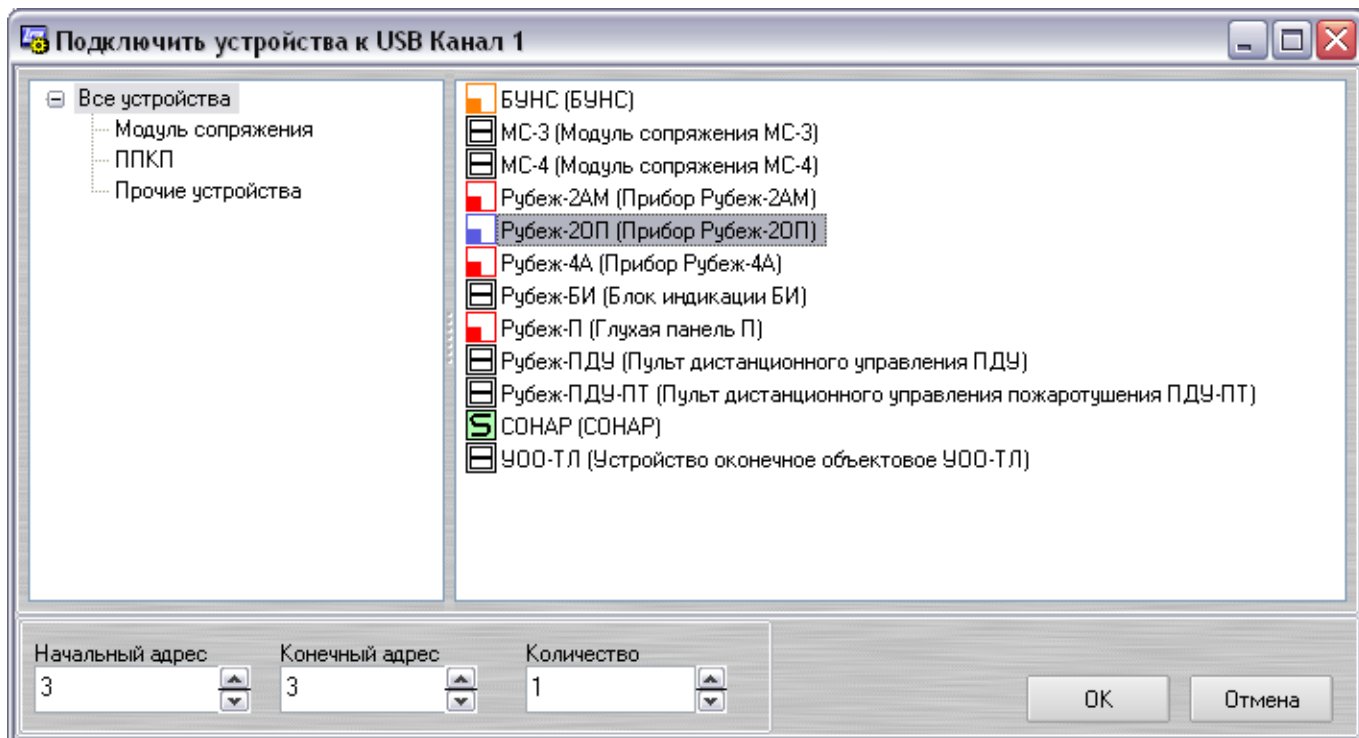 Подключить устройства к USB Канал 1
Все устройства
Модуль сопряжения
ППКП
Прочие устройства
БУНС (БУНС)
МС-3 (Модуль сопряжения МС-3)
МС-4 (Модуль сопряжения МС-4)
Рубеж-2АМ (Прибор Рубеж-2АМ)
Рубеж-2ОП (Прибор Рубеж-2ОП)
Рубеж-4А (Прибор Рубеж-4А)
Рубеж-БИ (Блок индикации БИ)
Рубеж-П (Глухая панель П)
Рубеж-ПДУ (Пульт дистанционного управления ПДУ)
Рубеж-ПДУ-ПТ (Пульт дистанционного управления пожаротушения ПДУ-ПТ)
S СОНАР (СОНАР)
УОО-ТЛ (Устройство оконечное объектовое УОО-ТЛ)
Начальный адрес Конечный адрес Количество
3 3 1
ОК Отмена